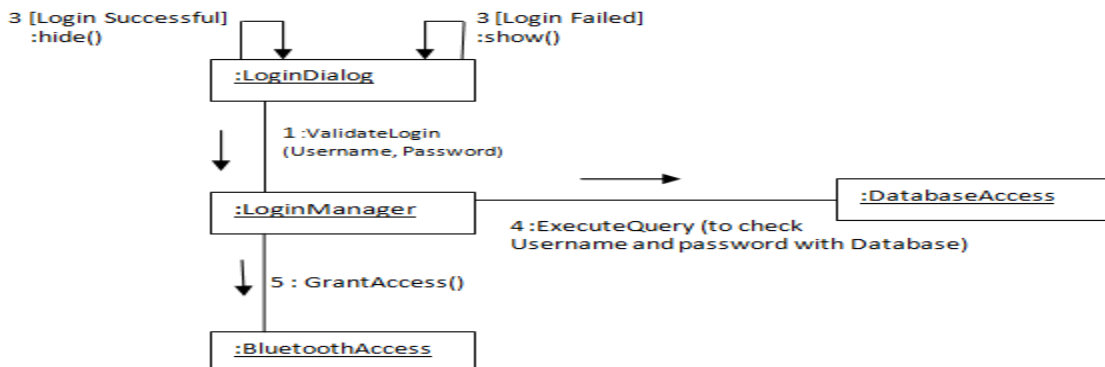 3 [Login Successful]
:hide()
3 [Login Failed]
:show()
:LoginDialog
1 :ValidateLogin
(Username, Password)
:LoginManager
:DatabaseAccess
4 :ExecuteQuery (to check
Username and password with Database)
5 : GrantAccess()
:BluetoothAccess